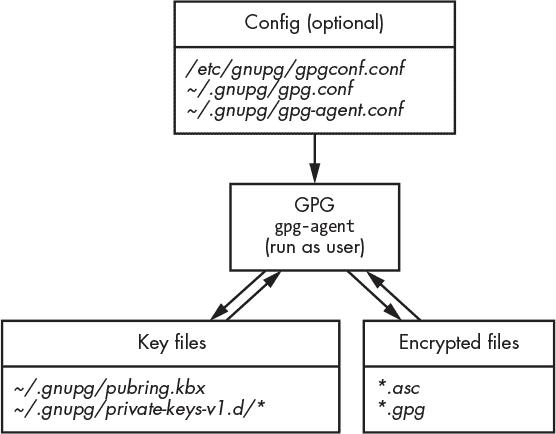 Config (optional)
/etc/gnupg/gpgconf.conf
~/.gnupg/gpg.conf
~/.gnupg/gpg-agent.conf
GPG
gpg-agent
(run as user)
Key files
~/.gnupg/pubring.kbx
~/.gnupg/private-keys-v1.d/*
Encrypted files
*.asc
*.gpg